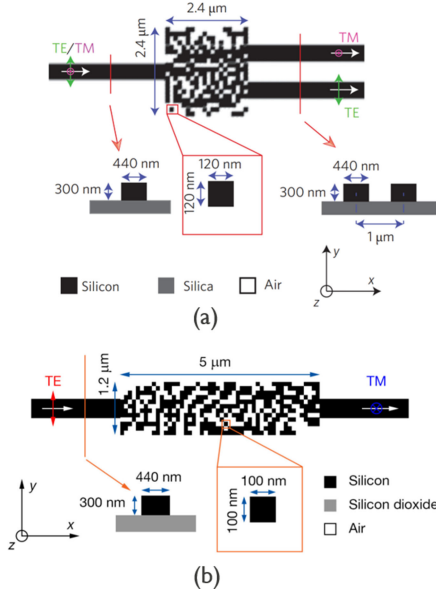 2.4 μm
TE/TM
2.4 μm
TM
TE
440 nm
300 nm
120 nm
120 nm
440 nm
300 nm
1 μm
y
z
x
Silicon
Silica
Air
(a)
5 μm
TE
1.2 μm
TM
440 nm
300 nm
100 nm
100 nm
y
z
x
Silicon
Silicon dioxide
Air
(b)